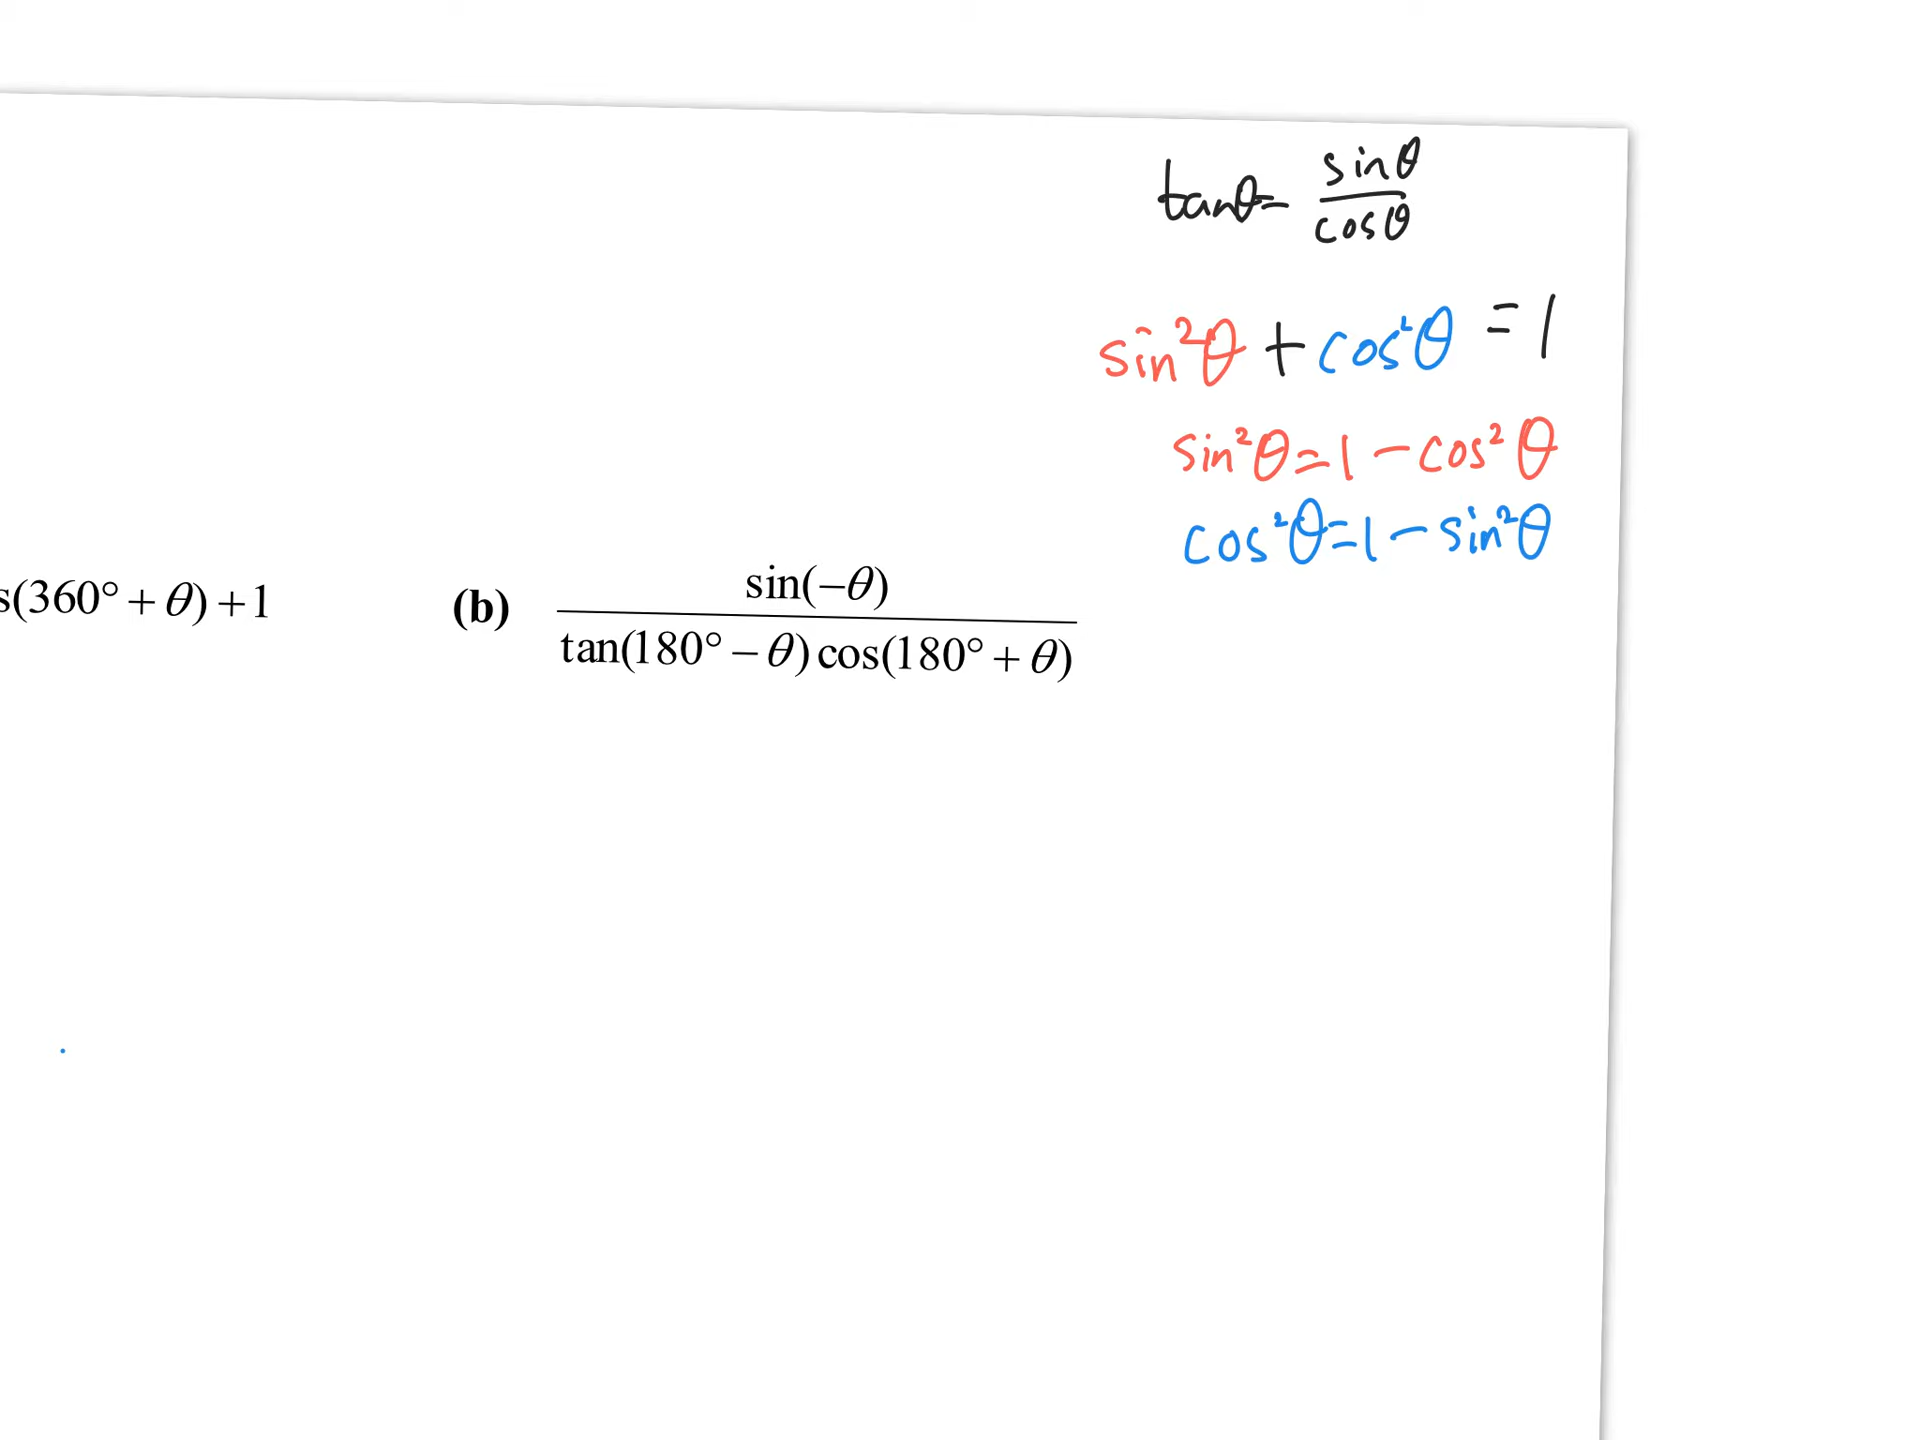 tanθ= sinθ/cosθ
sin²θ + cos²θ = 1
sin²θ = 1 − cos²θ
cos²θ = 1 − sin²θ
s(360° + θ) + 1
(b) sin(−θ)
tan(180° − θ) cos(180° + θ)